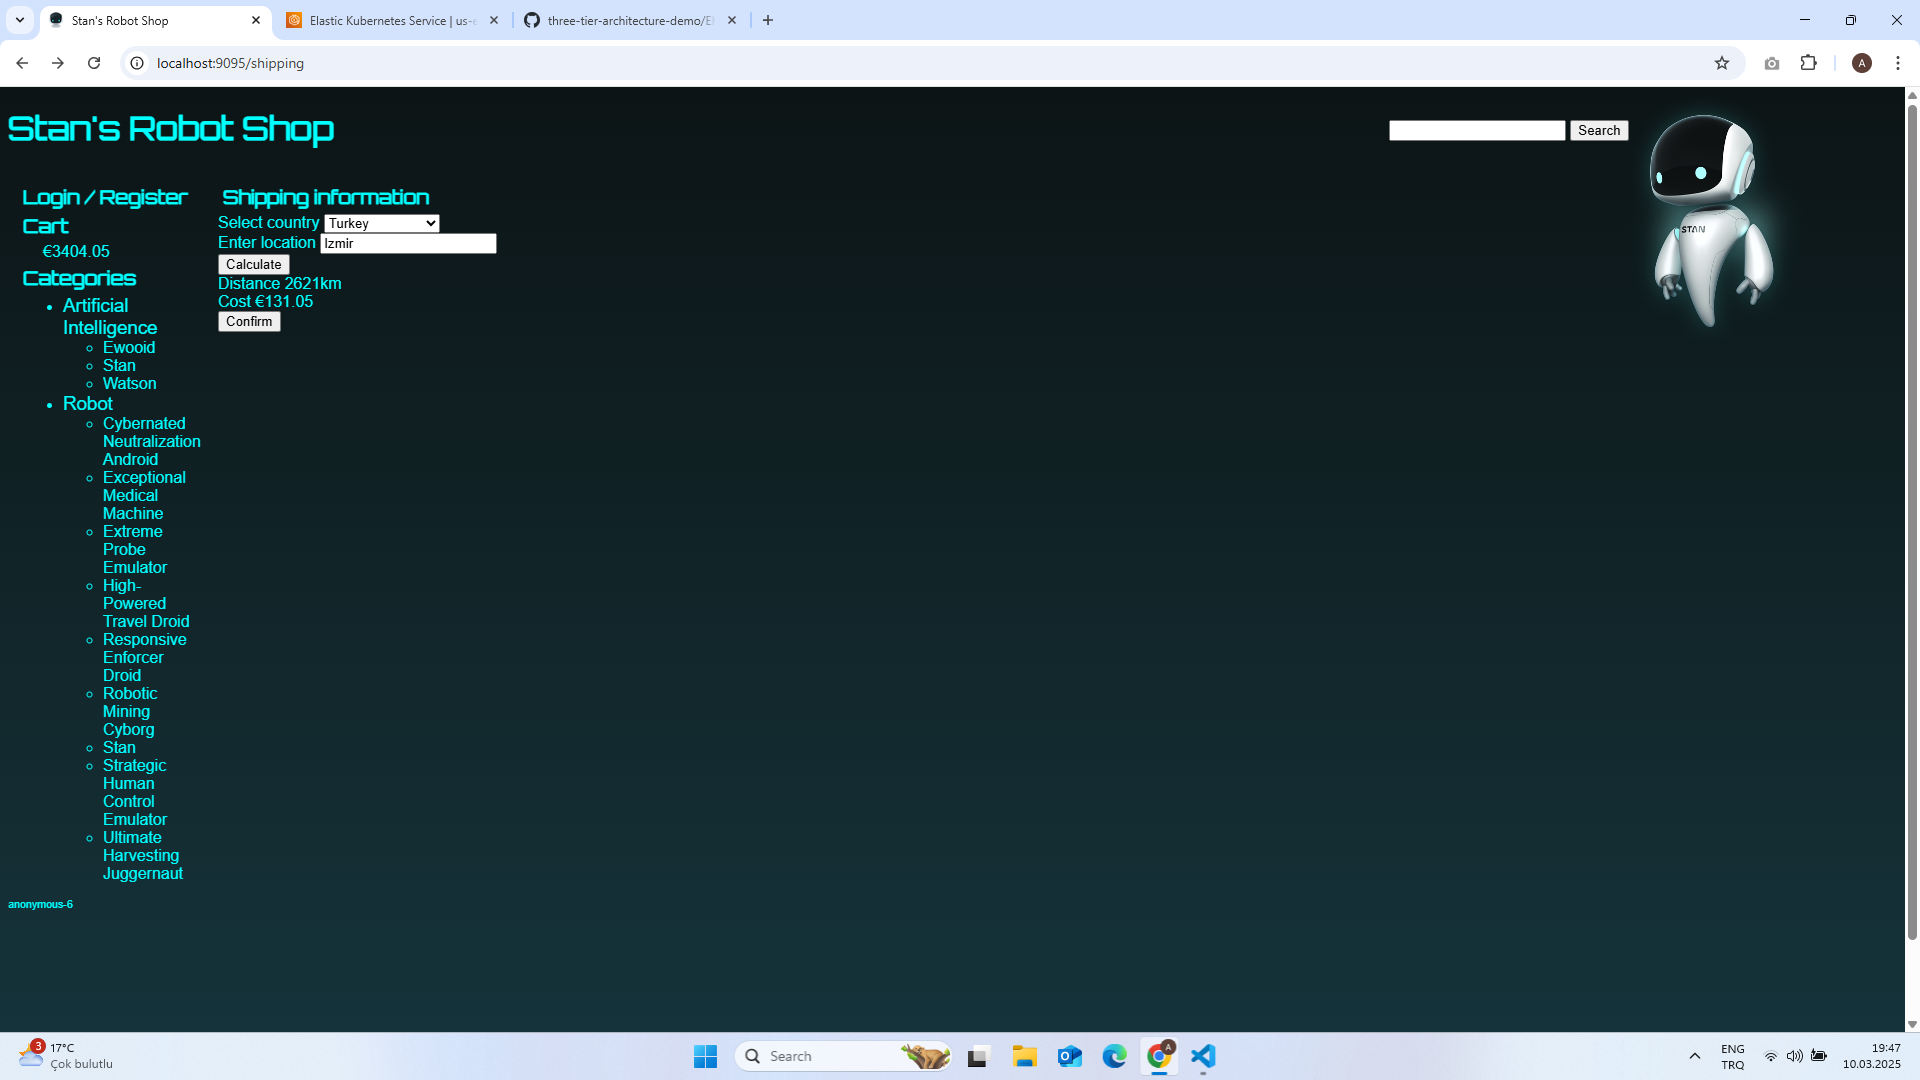 Stan's Robot Shop
Elastic Kubernetes Service | us-e
three-tier-architecture-demo/E
localhost:9095/shipping
A
Stan's Robot Shop
Search
STAN
Login / Register
Cart
€3404.05
Categories
Artificial
Intelligence
Ewooid
Stan
Watson
Robot
Cybernated
Neutralization
Android
Exceptional
Medical
Machine
Extreme
Probe
Emulator
High-
Powered
Travel Droid
Responsive
Enforcer
Droid
Robotic
Mining
Cyborg
Stan
Strategic
Human
Control
Emulator
Ultimate
Harvesting
Juggernaut
anonymous-6
Shipping information
Select country Turkey
Enter location Izmir
Calculate
Distance 2621km
Cost €131.05
Confirm
3
17°C
Çok bulutlu
Search
A
ENG
TRQ
19:47
10.03.2025